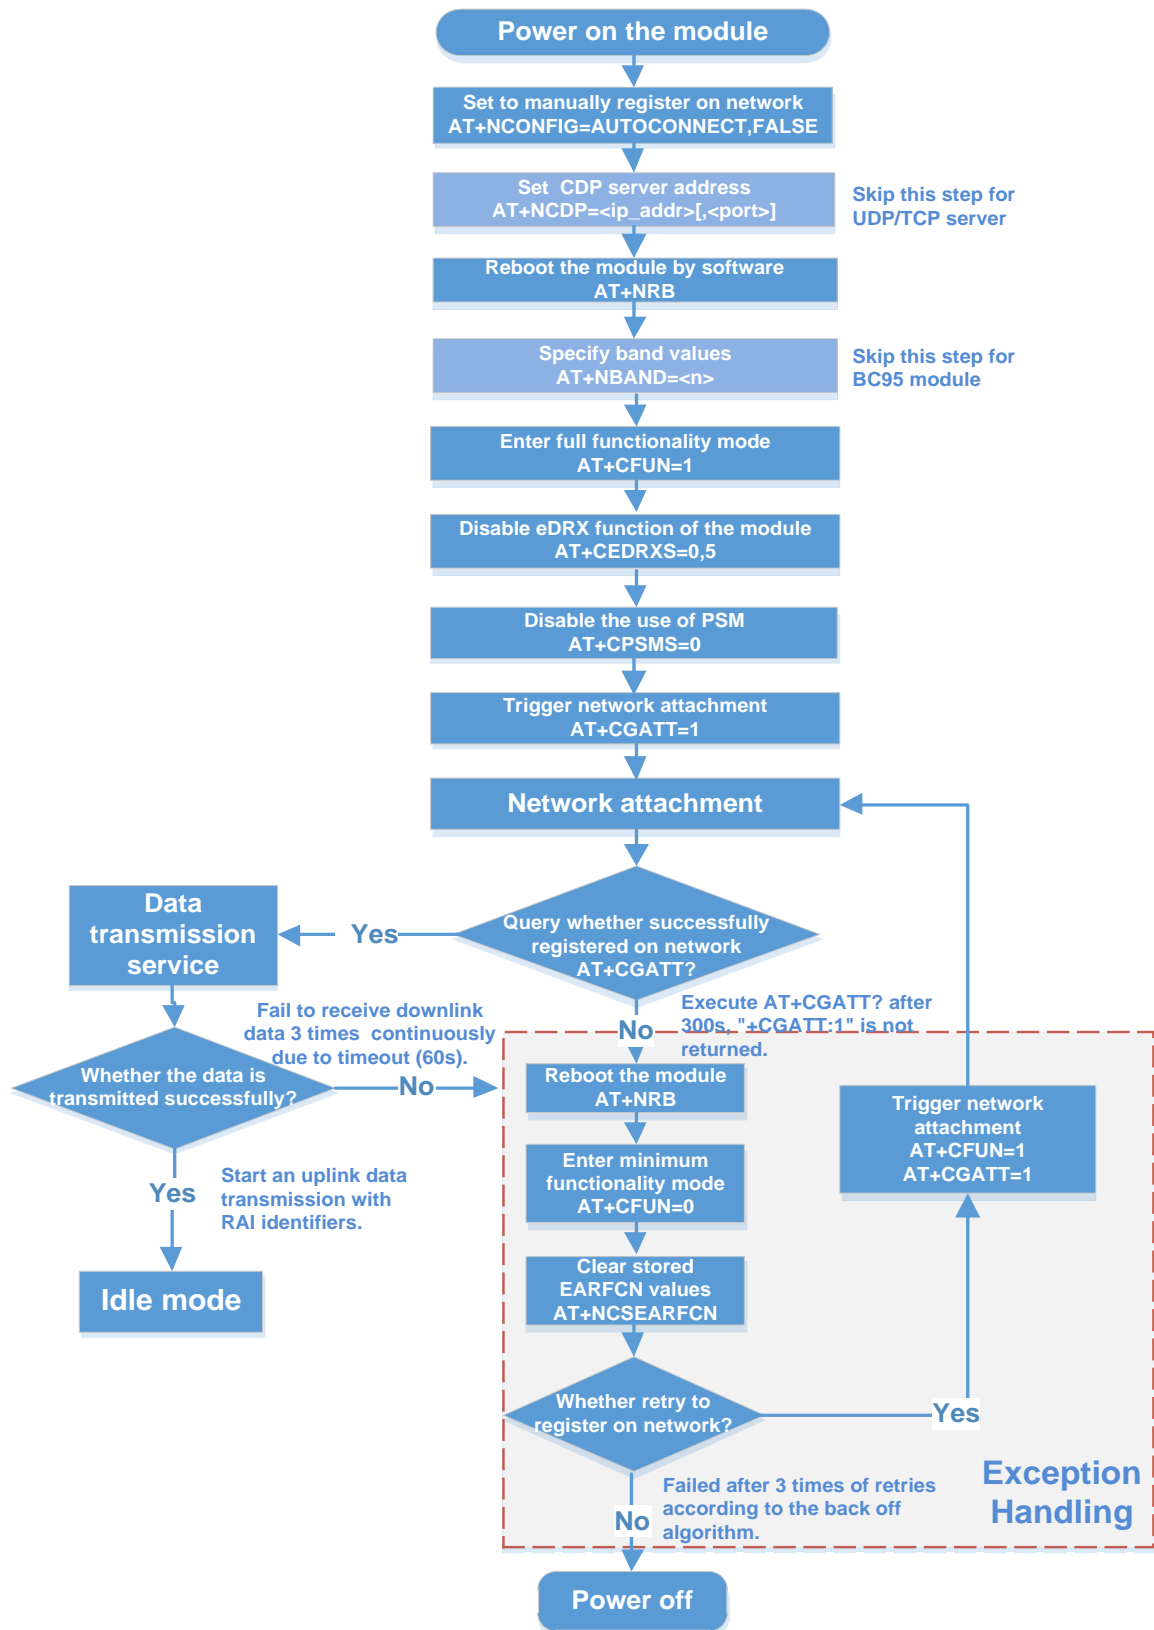 Power on the module
Set to manually register on network
AT+NCONFIG=AUTOCONNECT,FALSE
Set CDP server address
AT+NCDP=<ip_addr>[,<port>]
Skip this step for
UDP/TCP server
Reboot the module by software
AT+NRB
Specify band values
AT+NBAND=<n>
Skip this step for
BC95 module
Enter full functionality mode
AT+CFUN=1
Disable eDRX function of the module
AT+CEDRXS=0,5
Disable the use of PSM
AT+CPSMS=0
Trigger network attachment
AT+CGATT=1
Network attachment
Query whether successfully
registered on network
AT+CGATT?
Yes
Data
transmission
service
Fail to receive downlink
data 3 times continuously
due to timeout (60s).
Whether the data is
transmitted successfully?
No
Yes
Start an uplink data
transmission with
RAI identifiers.
Idle mode
No
Execute AT+CGATT? after
300s, "+CGATT:1" is not
returned.
Reboot the module
AT+NRB
Enter minimum
functionality mode
AT+CFUN=0
Clear stored
EARFCN values
AT+NCSEARFCN
Whether retry to
register on network?
Yes
Trigger network
attachment
AT+CFUN=1
AT+CGATT=1
Exception
Handling
No
Failed after 3 times of retries
according to the back off
algorithm.
Power off